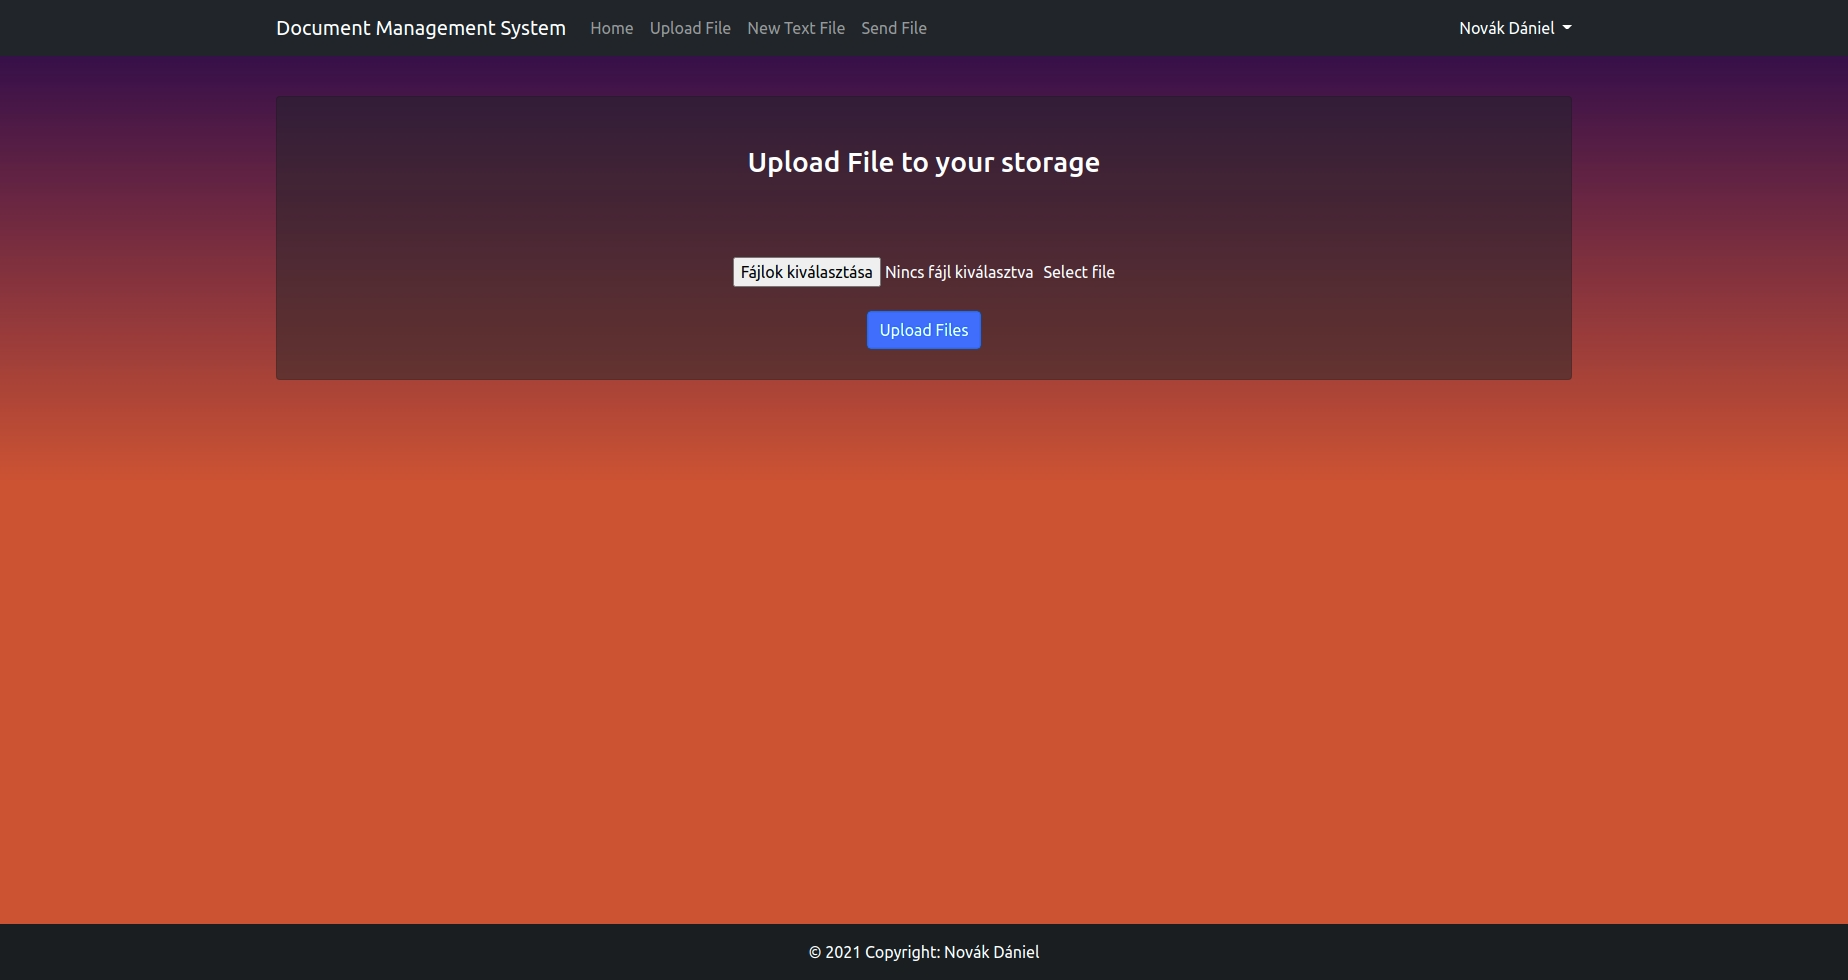 Document Management System Home Upload File New Text File Send File Novák Dániel
Upload File to your storage
Fájlok kiválasztása Nincs fájl kiválasztva Select file
Upload Files
© 2021 Copyright: Novák Dániel